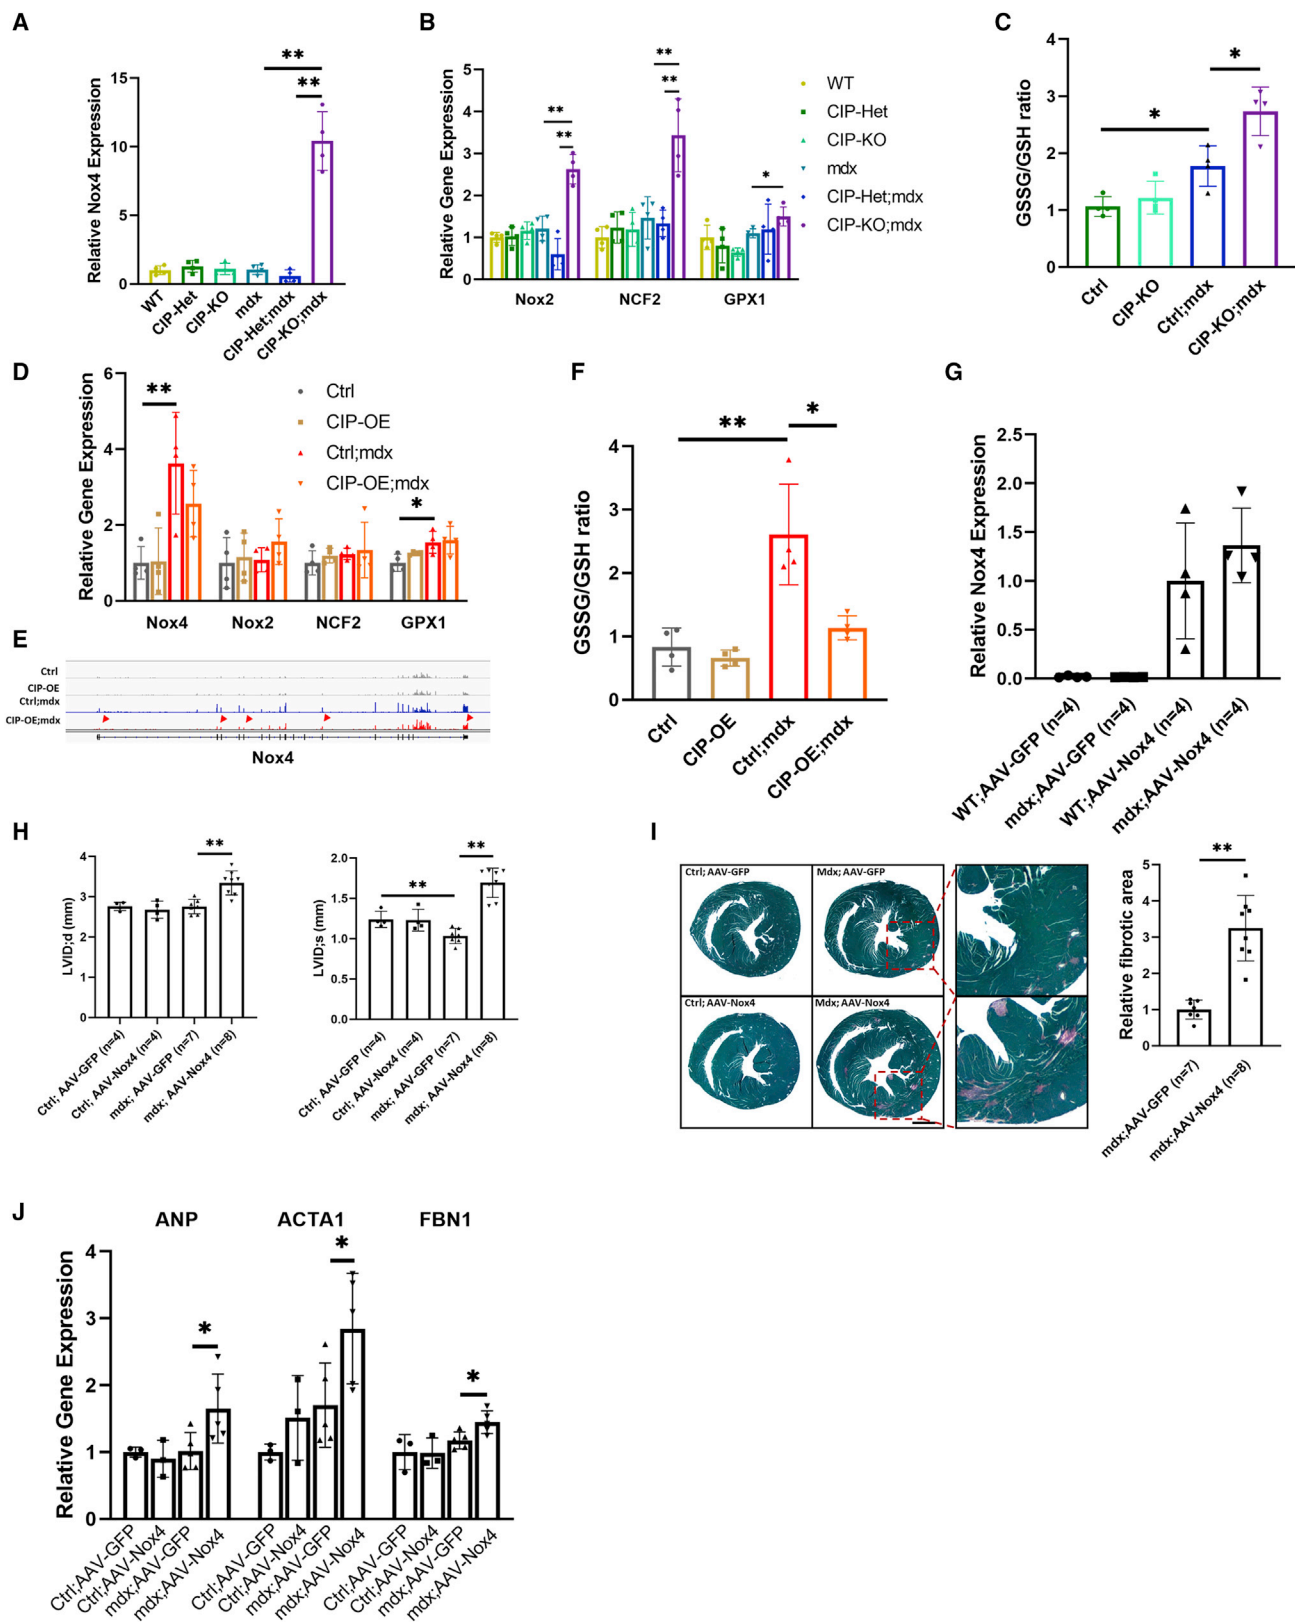 A
Relative Nox4 Expression
15
10
5
0
**
**
WT
CIP-Het
CIP-KO
mdx
CIP-Het;mdx
CIP-KO;mdx
B
Relative Gene Expression
5
4
3
2
1
0
**
**
**
**
*
Nox2
NCF2
GPX1
WT
CIP-Het
CIP-KO
mdx
CIP-Het;mdx
CIP-KO;mdx
C
GSSG/GSH ratio
4
3
2
1
0
*
*
Ctrl
CIP-KO
Ctrl;mdx
CIP-KO;mdx
D
Relative Gene Expression
6
4
2
0
**
*
Ctrl
CIP-OE
Ctrl;mdx
CIP-OE;mdx
Nox4
Nox2
NCF2
GPX1
E
Ctrl
CIP-OE
Ctrl;mdx
CIP-OE;mdx
Nox4
F
GSSG/GSH ratio
4
3
2
1
0
**
*
Ctrl
CIP-OE
Ctrl;mdx
CIP-OE;mdx
G
Relative Nox4 Expression
2.5
2.0
1.5
1.0
0.5
0.0
WT;AAV-GFP (n=4)
mdx;AAV-GFP (n=4)
WT;AAV-Nox4 (n=4)
mdx;AAV-Nox4 (n=4)
H
LVID;d (mm)
4
3
2
1
0
**
Ctrl; AAV-GFP (n=4)
Ctrl; AAV-Nox4 (n=4)
mdx; AAV-GFP (n=7)
mdx; AAV-Nox4 (n=8)
LVID;s (mm)
2.0
1.5
1.0
0.5
0.0
**
**
Ctrl; AAV-GFP (n=4)
Ctrl; AAV-Nox4 (n=4)
mdx; AAV-GFP (n=7)
mdx; AAV-Nox4 (n=8)
I
Ctrl; AAV-GFP
Mdx; AAV-GFP
Ctrl; AAV-Nox4
Mdx; AAV-Nox4
Relative fibrotic area
5
4
3
2
1
0
**
mdx;AAV-GFP (n=7)
mdx;AAV-Nox4 (n=8)
J
ANP
ACTA1
FBN1
Relative Gene Expression
4
3
2
1
0
*
*
*
Ctrl;AAV-GFP
Ctrl;AAV-Nox4
mdx;AAV-GFP
mdx;AAV-Nox4
Ctrl;AAV-GFP
Ctrl;AAV-Nox4
mdx;AAV-GFP
mdx;AAV-Nox4
Ctrl;AAV-GFP
Ctrl;AAV-Nox4
mdx;AAV-GFP
mdx;AAV-Nox4